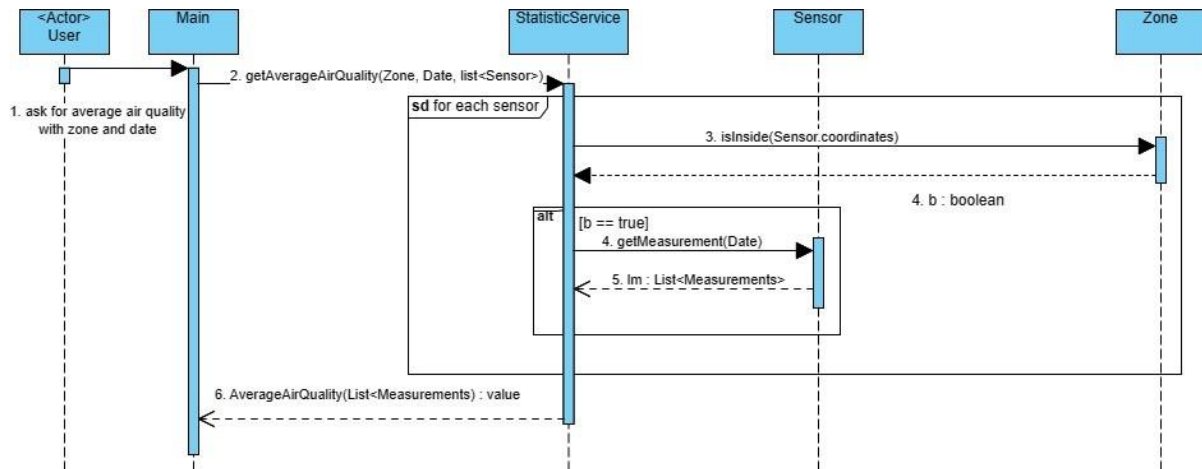 <Actor>
User
Main
StatisticService
Sensor
Zone
2. getAverageAirQuality(Zone, Date, list<Sensor>)
1. ask for average air quality
with zone and date
sd for each sensor
3. isInside(Sensor.coordinates)
4. b : boolean
alt
[b == true]
4. getMeasurement(Date)
5. lm : List<Measurements>
6. AverageAirQuality(List<Measurements) : value